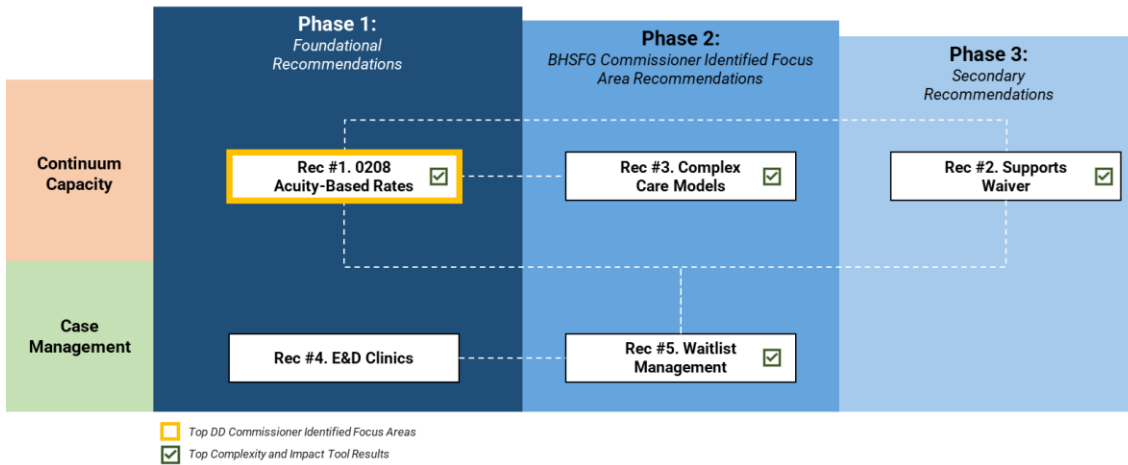 Phase 1:
Foundational
Recommendations
Phase 2:
BHSFG Commissioner Identified Focus
Area Recommendations
Phase 3:
Secondary
Recommendations
Continuum
Capacity
Rec #1. 0208
Acuity-Based Rates
Rec #3. Complex
Care Models
Rec #2. Supports
Waiver
Case
Management
Rec #4. E&D Clinics
Rec #5. Waitlist
Management
Top DD Commissioner Identified Focus Areas
Top Complexity and Impact Tool Results